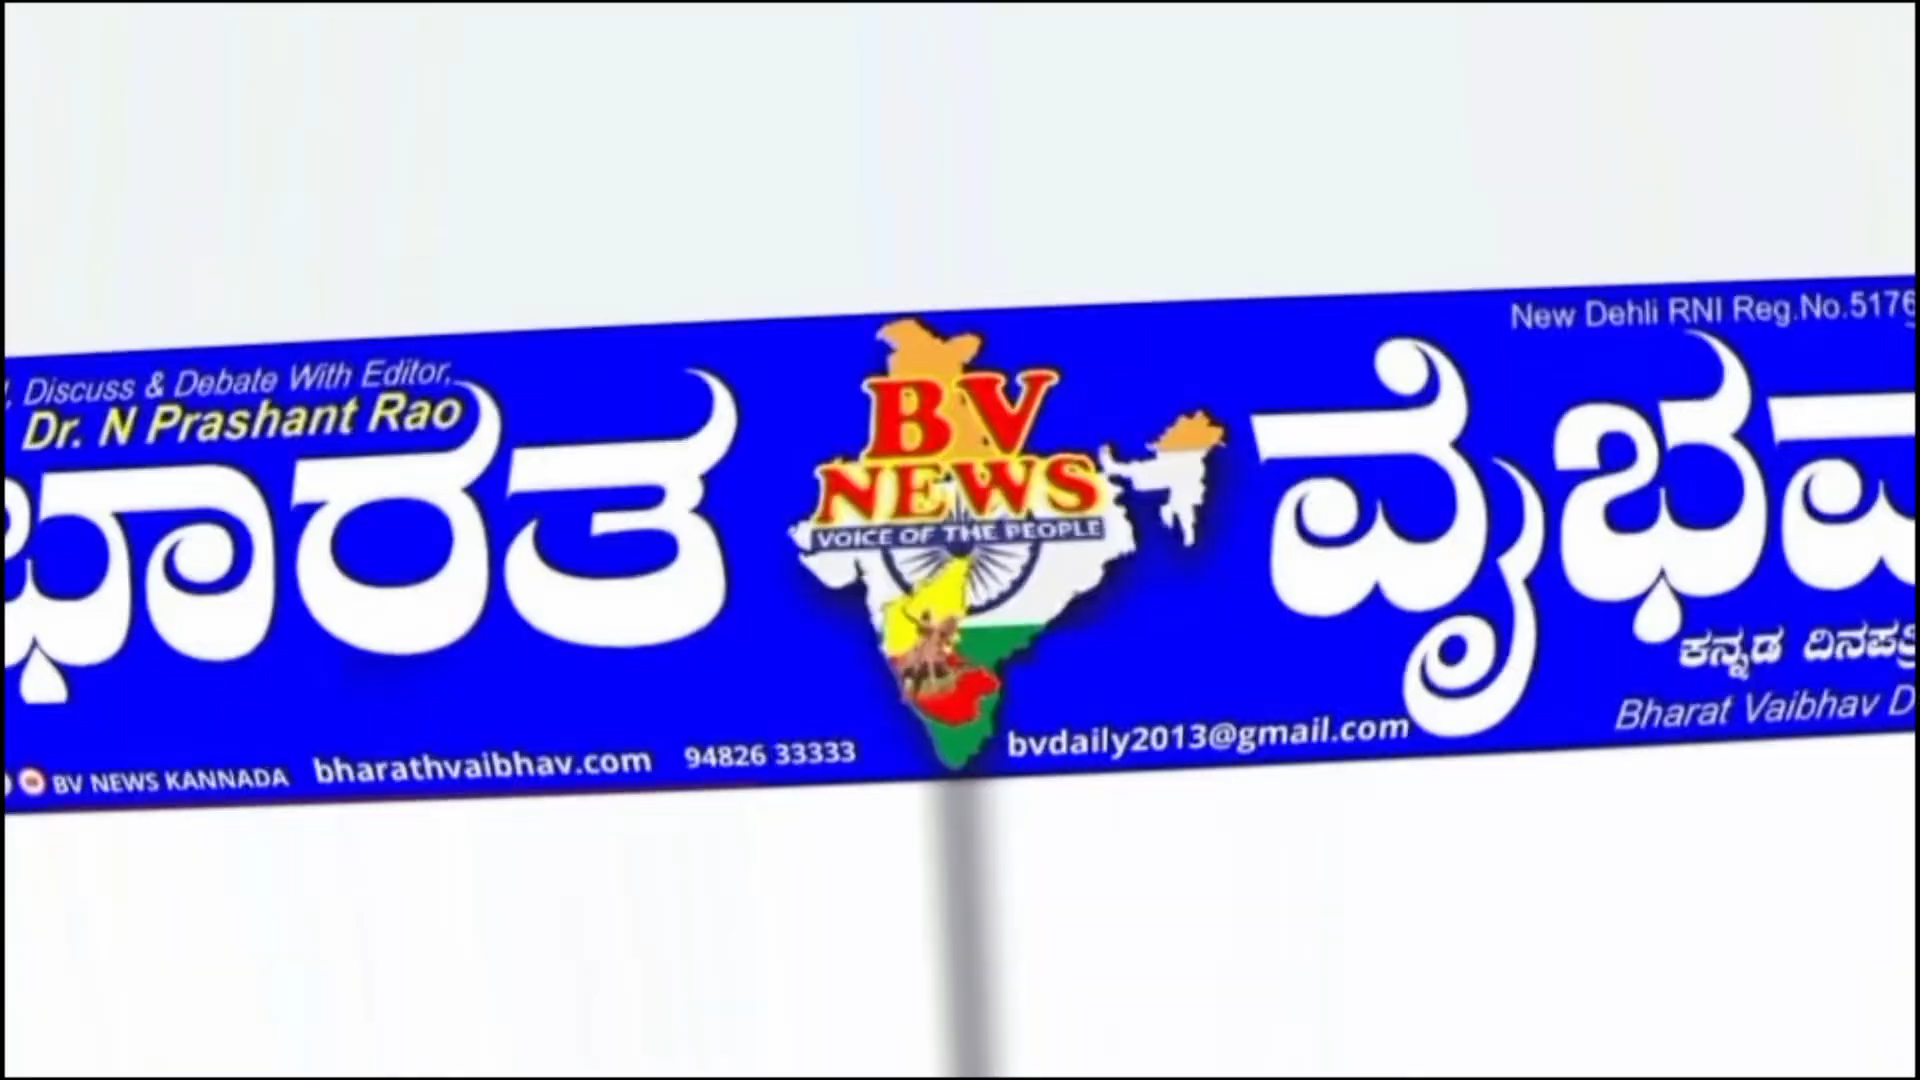 Discuss & Debate With Editor,
Dr. N Prashant Rao
New Dehli RNI Reg.No.5176
ಭಾರತ
BV
NEWS
VOICE OF THE PEOPLE
ವೈಭವ
ಕನ್ನಡ ದಿನಪತ್ರಿ
Bharat Vaibhav D
BV NEWS KANNADA bharathvaibhav.com 94826 33333 bvdaily2013@gmail.com